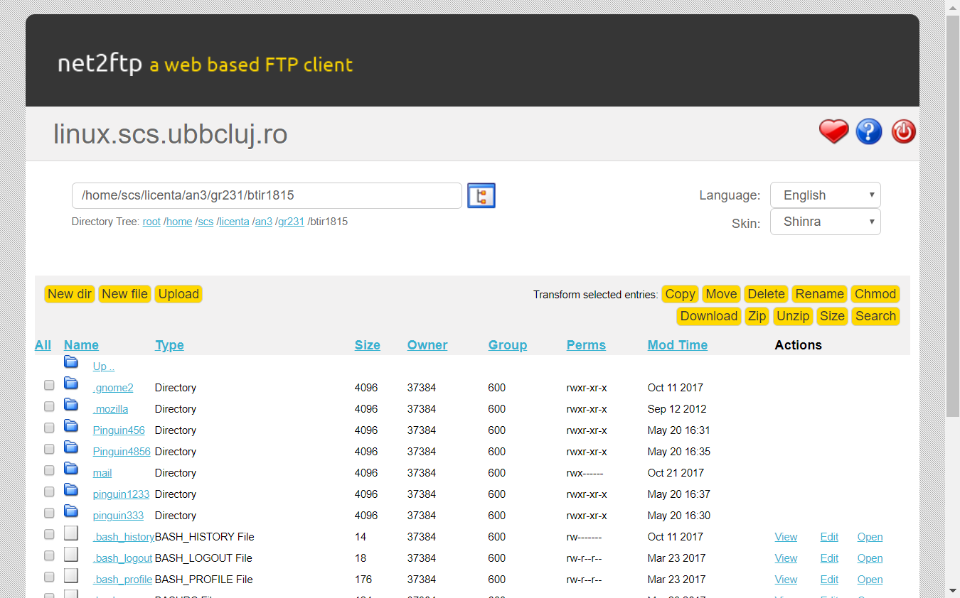 net2ftp a web based FTP client
linux.scs.ubbcluj.ro
/home/scs/licenta/an3/gr231/btir1815
Language: English
Directory Tree: root /home /scs /licenta /an3 /gr231 /btir1815
Skin: Shinra
New dir New file Upload Transform selected entries: Copy Move Delete Rename Chmod
Download Zip Unzip Size Search
All Name Type Size Owner Group Perms Mod Time Actions
Up ..
.gnome2 Directory 4096 37384 600 rwxr-xr-x Oct 11 2017
.mozilla Directory 4096 37384 600 rwxr-xr-x Sep 12 2012
Pinguin456 Directory 4096 37384 600 rwxr-xr-x May 20 16:31
Pinguin4856 Directory 4096 37384 600 rwxr-xr-x May 20 16:35
mail Directory 4096 37384 600 rwx------ Oct 21 2017
pinguin1233 Directory 4096 37384 600 rwxr-xr-x May 20 16:37
pinguin333 Directory 4096 37384 600 rwxr-xr-x May 20 16:30
.bash_history BASH_HISTORY File 14 37384 600 rw------- Oct 11 2017 View Edit Open
.bash_logout BASH_LOGOUT File 18 37384 600 rw-r--r-- Mar 23 2017 View Edit Open
.bash_profile BASH_PROFILE File 176 37384 600 rw-r--r-- Mar 23 2017 View Edit Open